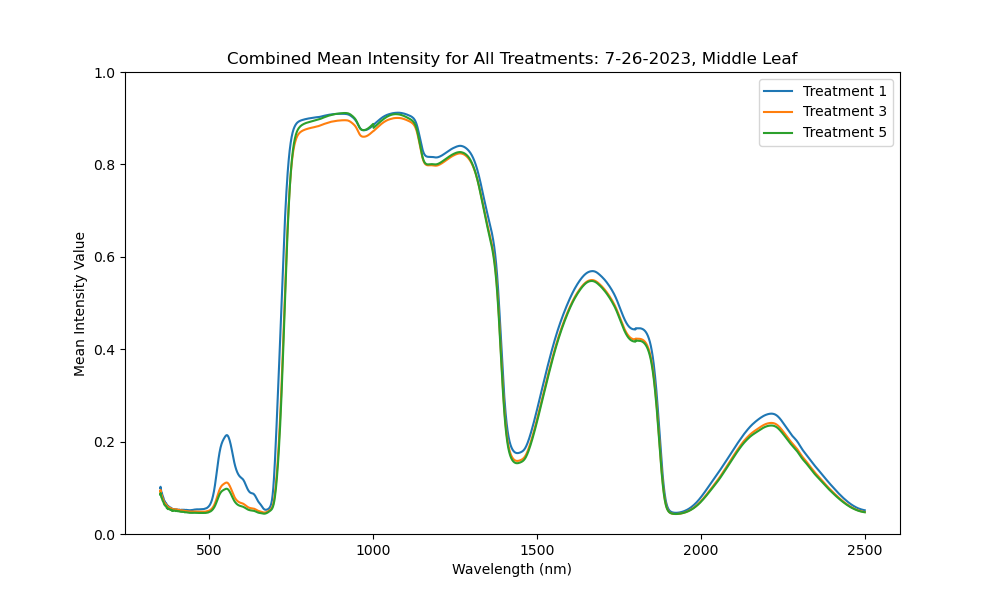 Combined Mean Intensity for All Treatments: 7-26-2023, Middle Leaf
1.0
0.8
0.6
0.4
0.2
0.0
Mean Intensity Value
Treatment 1
Treatment 3
Treatment 5
500
1000
1500
2000
2500
Wavelength (nm)